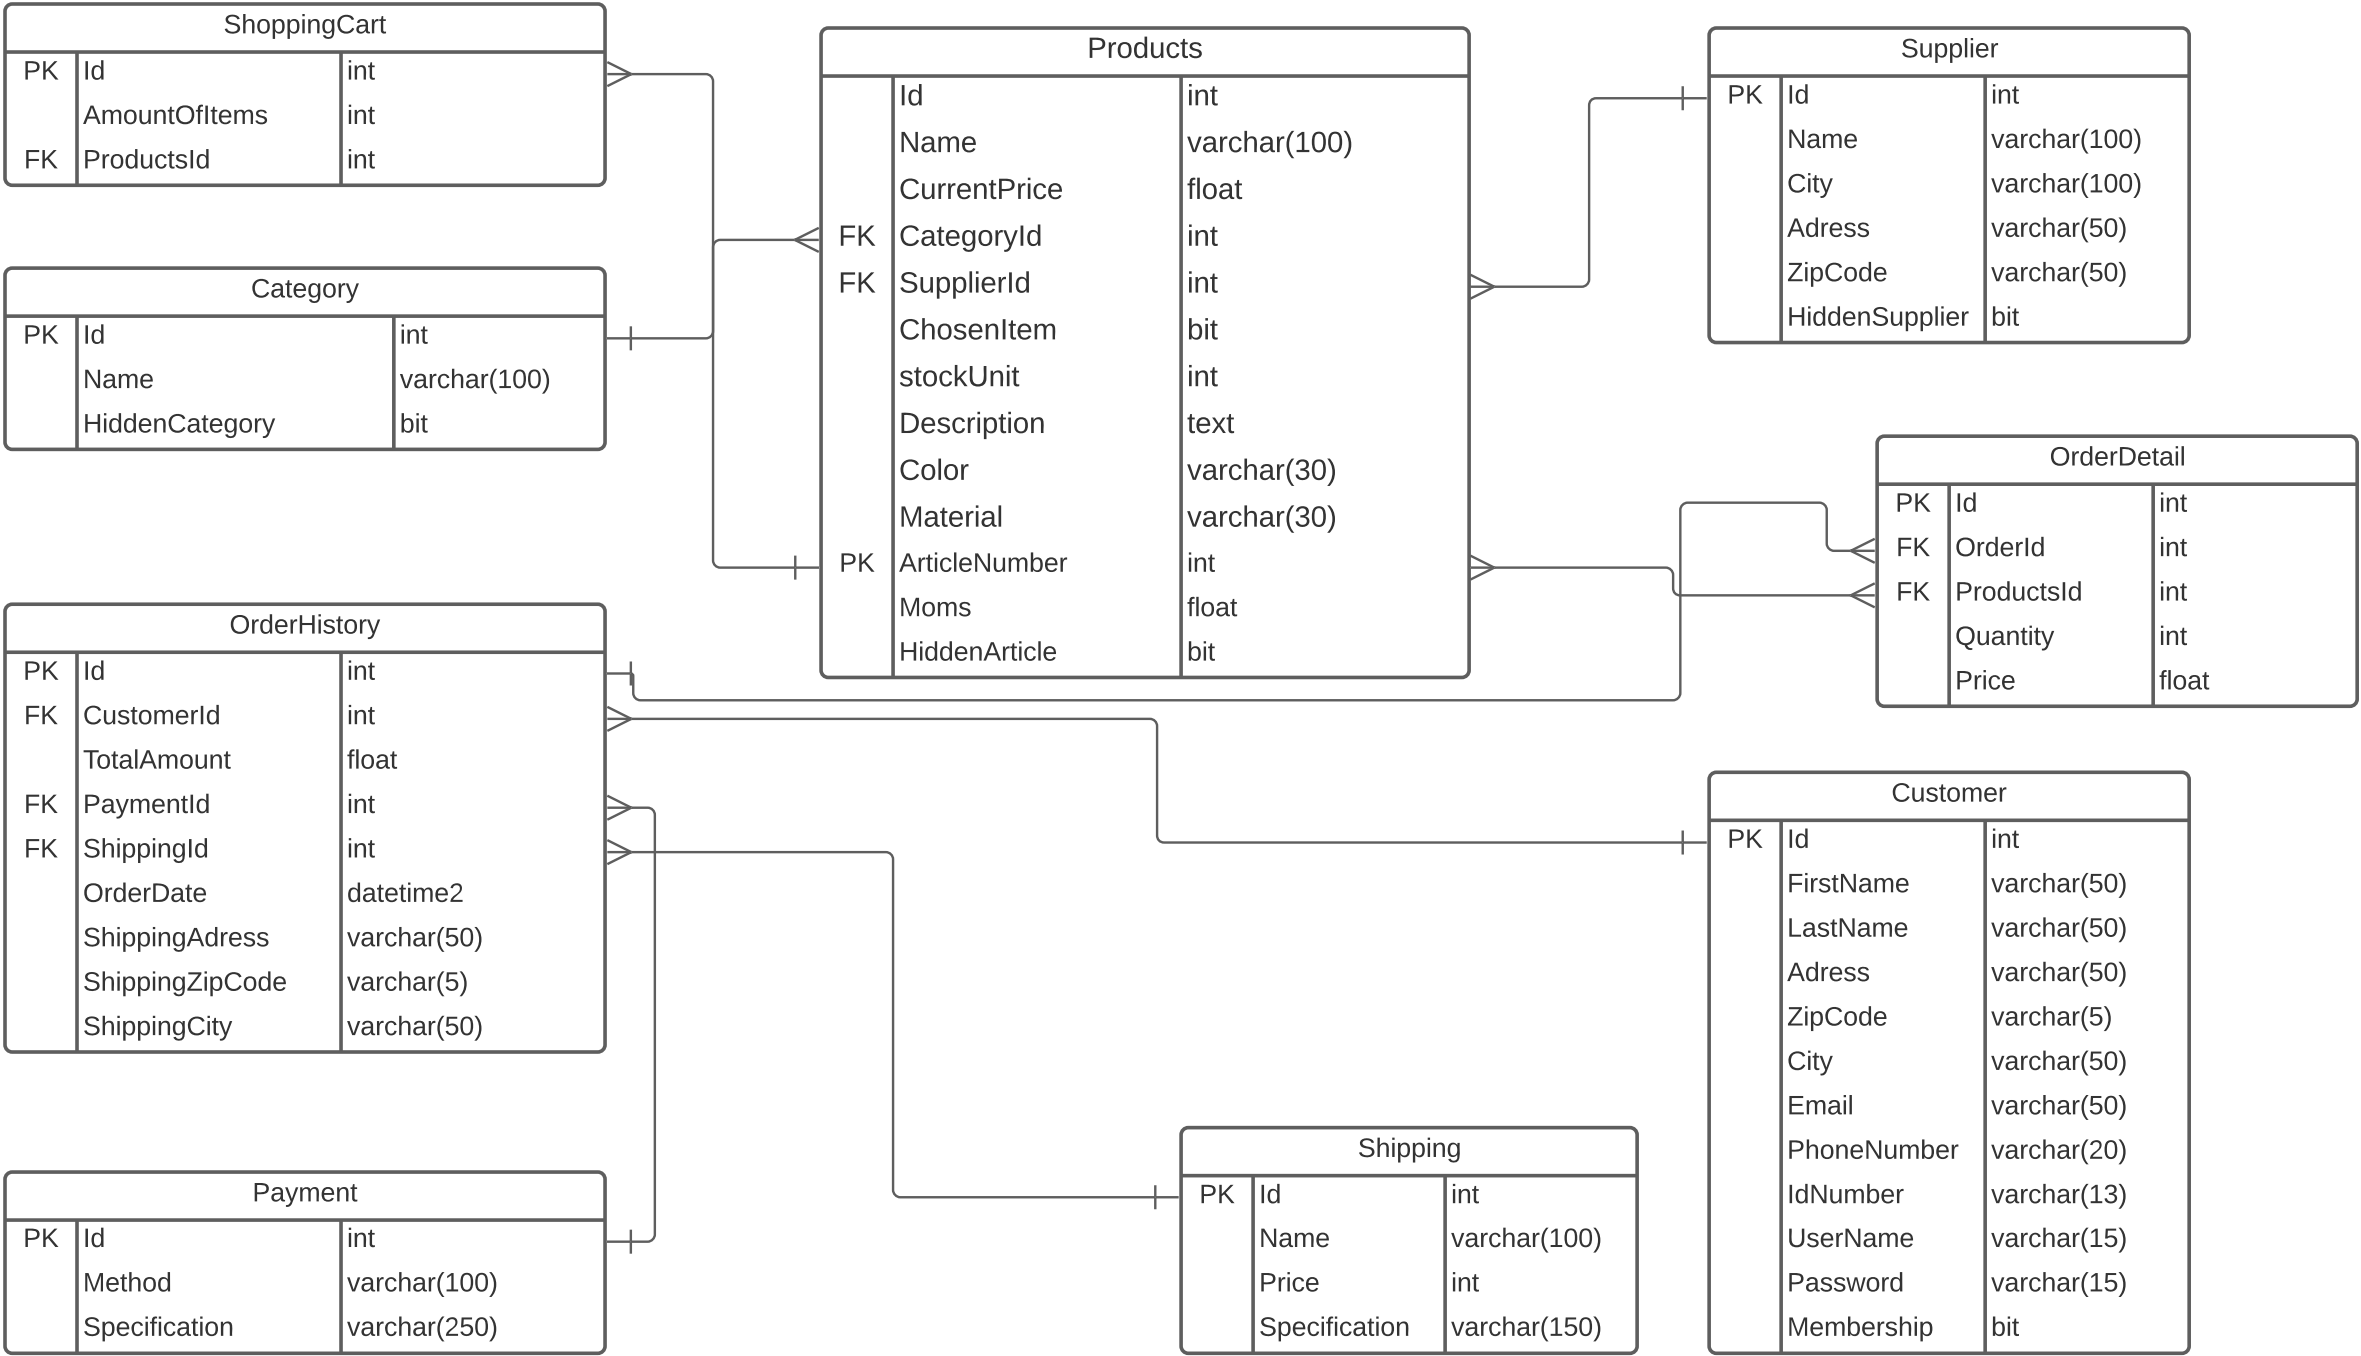 ShoppingCart
PK Id int
AmountOfItems int
FK ProductsId int
Category
PK Id int
Name varchar(100)
HiddenCategory bit
OrderHistory
PK Id int
FK CustomerId int
TotalAmount float
FK PaymentId int
FK ShippingId int
OrderDate datetime2
ShippingAdress varchar(50)
ShippingZipCode varchar(5)
ShippingCity varchar(50)
Payment
PK Id int
Method varchar(100)
Specification varchar(250)
Products
Id int
Name varchar(100)
CurrentPrice float
FK CategoryId int
FK SupplierId int
ChosenItem bit
stockUnit int
Description text
Color varchar(30)
Material varchar(30)
PK ArticleNumber int
Moms float
HiddenArticle bit
Shipping
PK Id int
Name varchar(100)
Price int
Specification varchar(150)
Supplier
PK Id int
Name varchar(100)
City varchar(100)
Adress varchar(50)
ZipCode varchar(50)
HiddenSupplier bit
OrderDetail
PK Id int
FK OrderId int
FK ProductsId int
Quantity int
Price float
Customer
PK Id int
FirstName varchar(50)
LastName varchar(50)
Adress varchar(50)
ZipCode varchar(5)
City varchar(50)
Email varchar(50)
PhoneNumber varchar(20)
IdNumber varchar(13)
UserName varchar(15)
Password varchar(15)
Membership bit